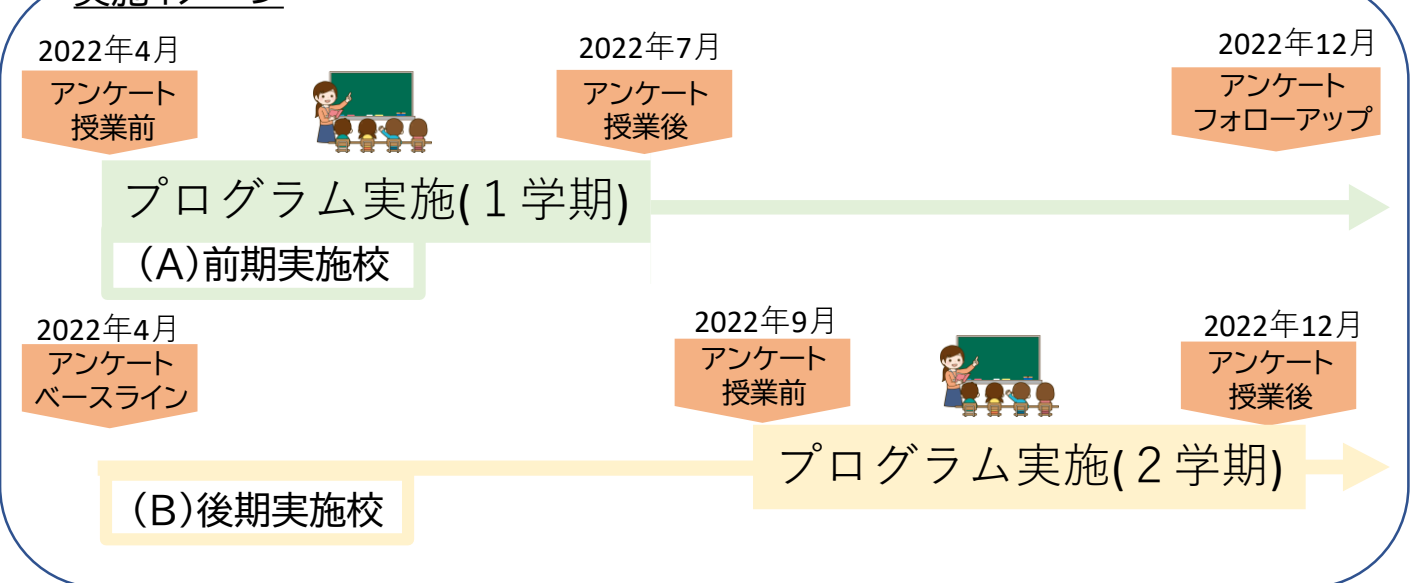 2022年4月
アンケート
授業前
2022年7月
アンケート
授業後
2022年12月
アンケート
フォローアップ
プログラム実施(１学期)
(A)前期実施校
2022年4月
アンケート
ベースライン
2022年9月
アンケート
授業前
2022年12月
アンケート
授業後
プログラム実施(２学期)
(B)後期実施校